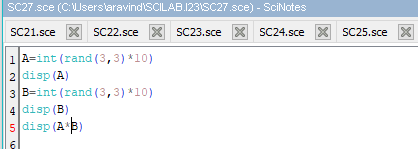 SC27.sce (C:\Users\aravind\SCILAB.I23\SC27.sce) - SciNotes
SC21.sce SC22.sce SC23.sce SC24.sce SC25.sce
1 A=int(rand(3,3)*10)
2 disp(A)
3 B=int(rand(3,3)*10)
4 disp(B)
5 disp(A*B)